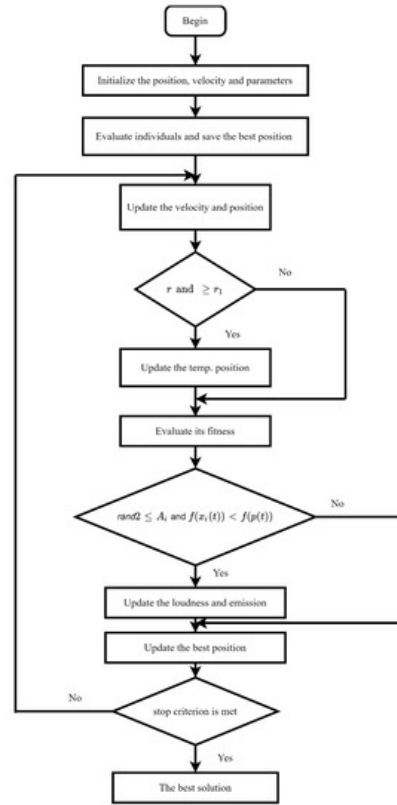 Begin
Initialize the position, velocity and parameters
Evaluate individuals and save the best position
Update the velocity and position
r and ≥ r₁
No
Yes
Update the temp. position
Evaluate its fitness
rand2 ≤ Aᵢ and f(xᵢ(t)) < f(p(t))
No
Yes
Update the loudness and emission
Update the best position
No
stop criterion is met
Yes
The best solution